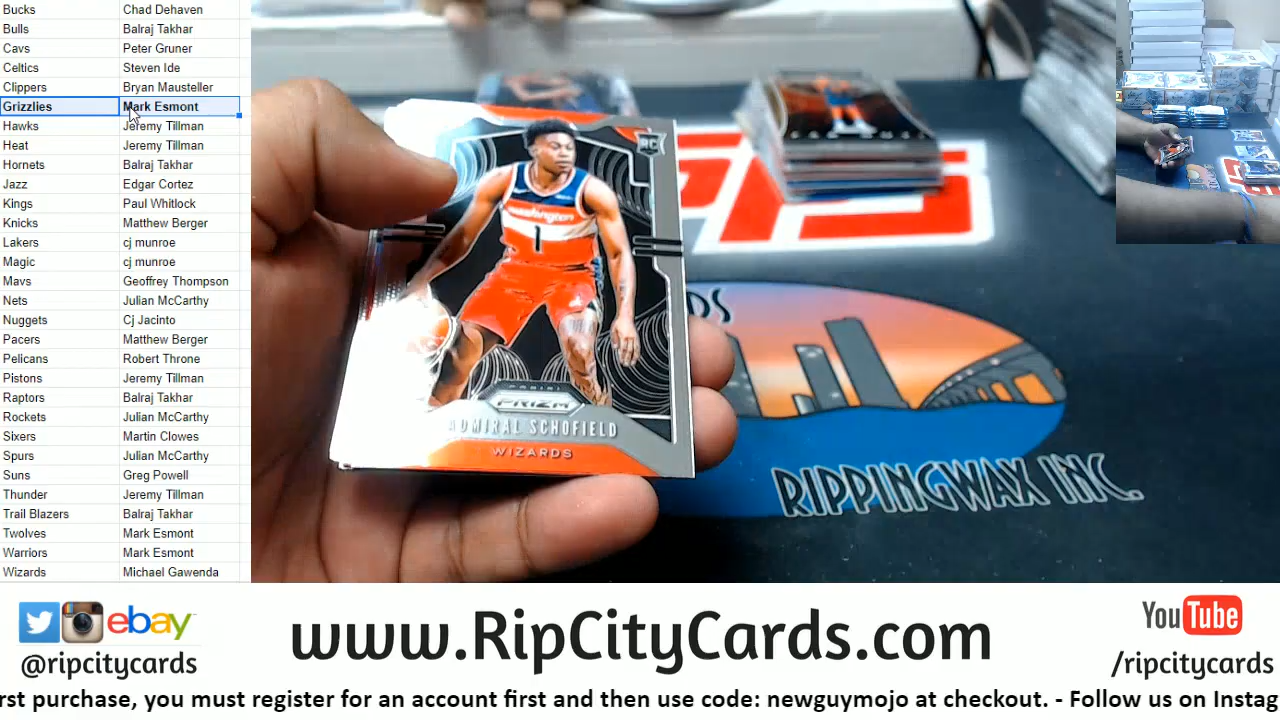 Bucks Chad Dehaven
Bulls Balraj Takhar
Cavs Peter Gruner
Celtics Steven Ide
Clippers Bryan Mausteller
Grizzlies Mark Esmont
Hawks Jeremy Tillman
Heat Jeremy Tillman
Hornets Balraj Takhar
Jazz Edgar Cortez
Kings Paul Whitlock
Knicks Matthew Berger
Lakers cj munroe
Magic cj munroe
Mavs Geoffrey Thompson
Nets Julian McCarthy
Nuggets Cj Jacinto
Pacers Matthew Berger
Pelicans Robert Throne
Pistons Jeremy Tillman
Raptors Balraj Takhar
Rockets Julian McCarthy
Sixers Martin Clowes
Spurs Julian McCarthy
Suns Greg Powell
Thunder Jeremy Tillman
Trail Blazers Balraj Takhar
Twolves Mark Esmont
Warriors Mark Esmont
Wizards Michael Gawenda
RC
washington
1
PANINI
PRIZM
ADMIRAL SCHOFIELD
WIZARDS
RDS
RIPPINGWAX INC.
ebay
@ripcitycards
www.RipCityCards.com
YouTube
/ripcitycards
rst purchase, you must register for an account first and then use code: newguymojo at checkout. - Follow us on Instag